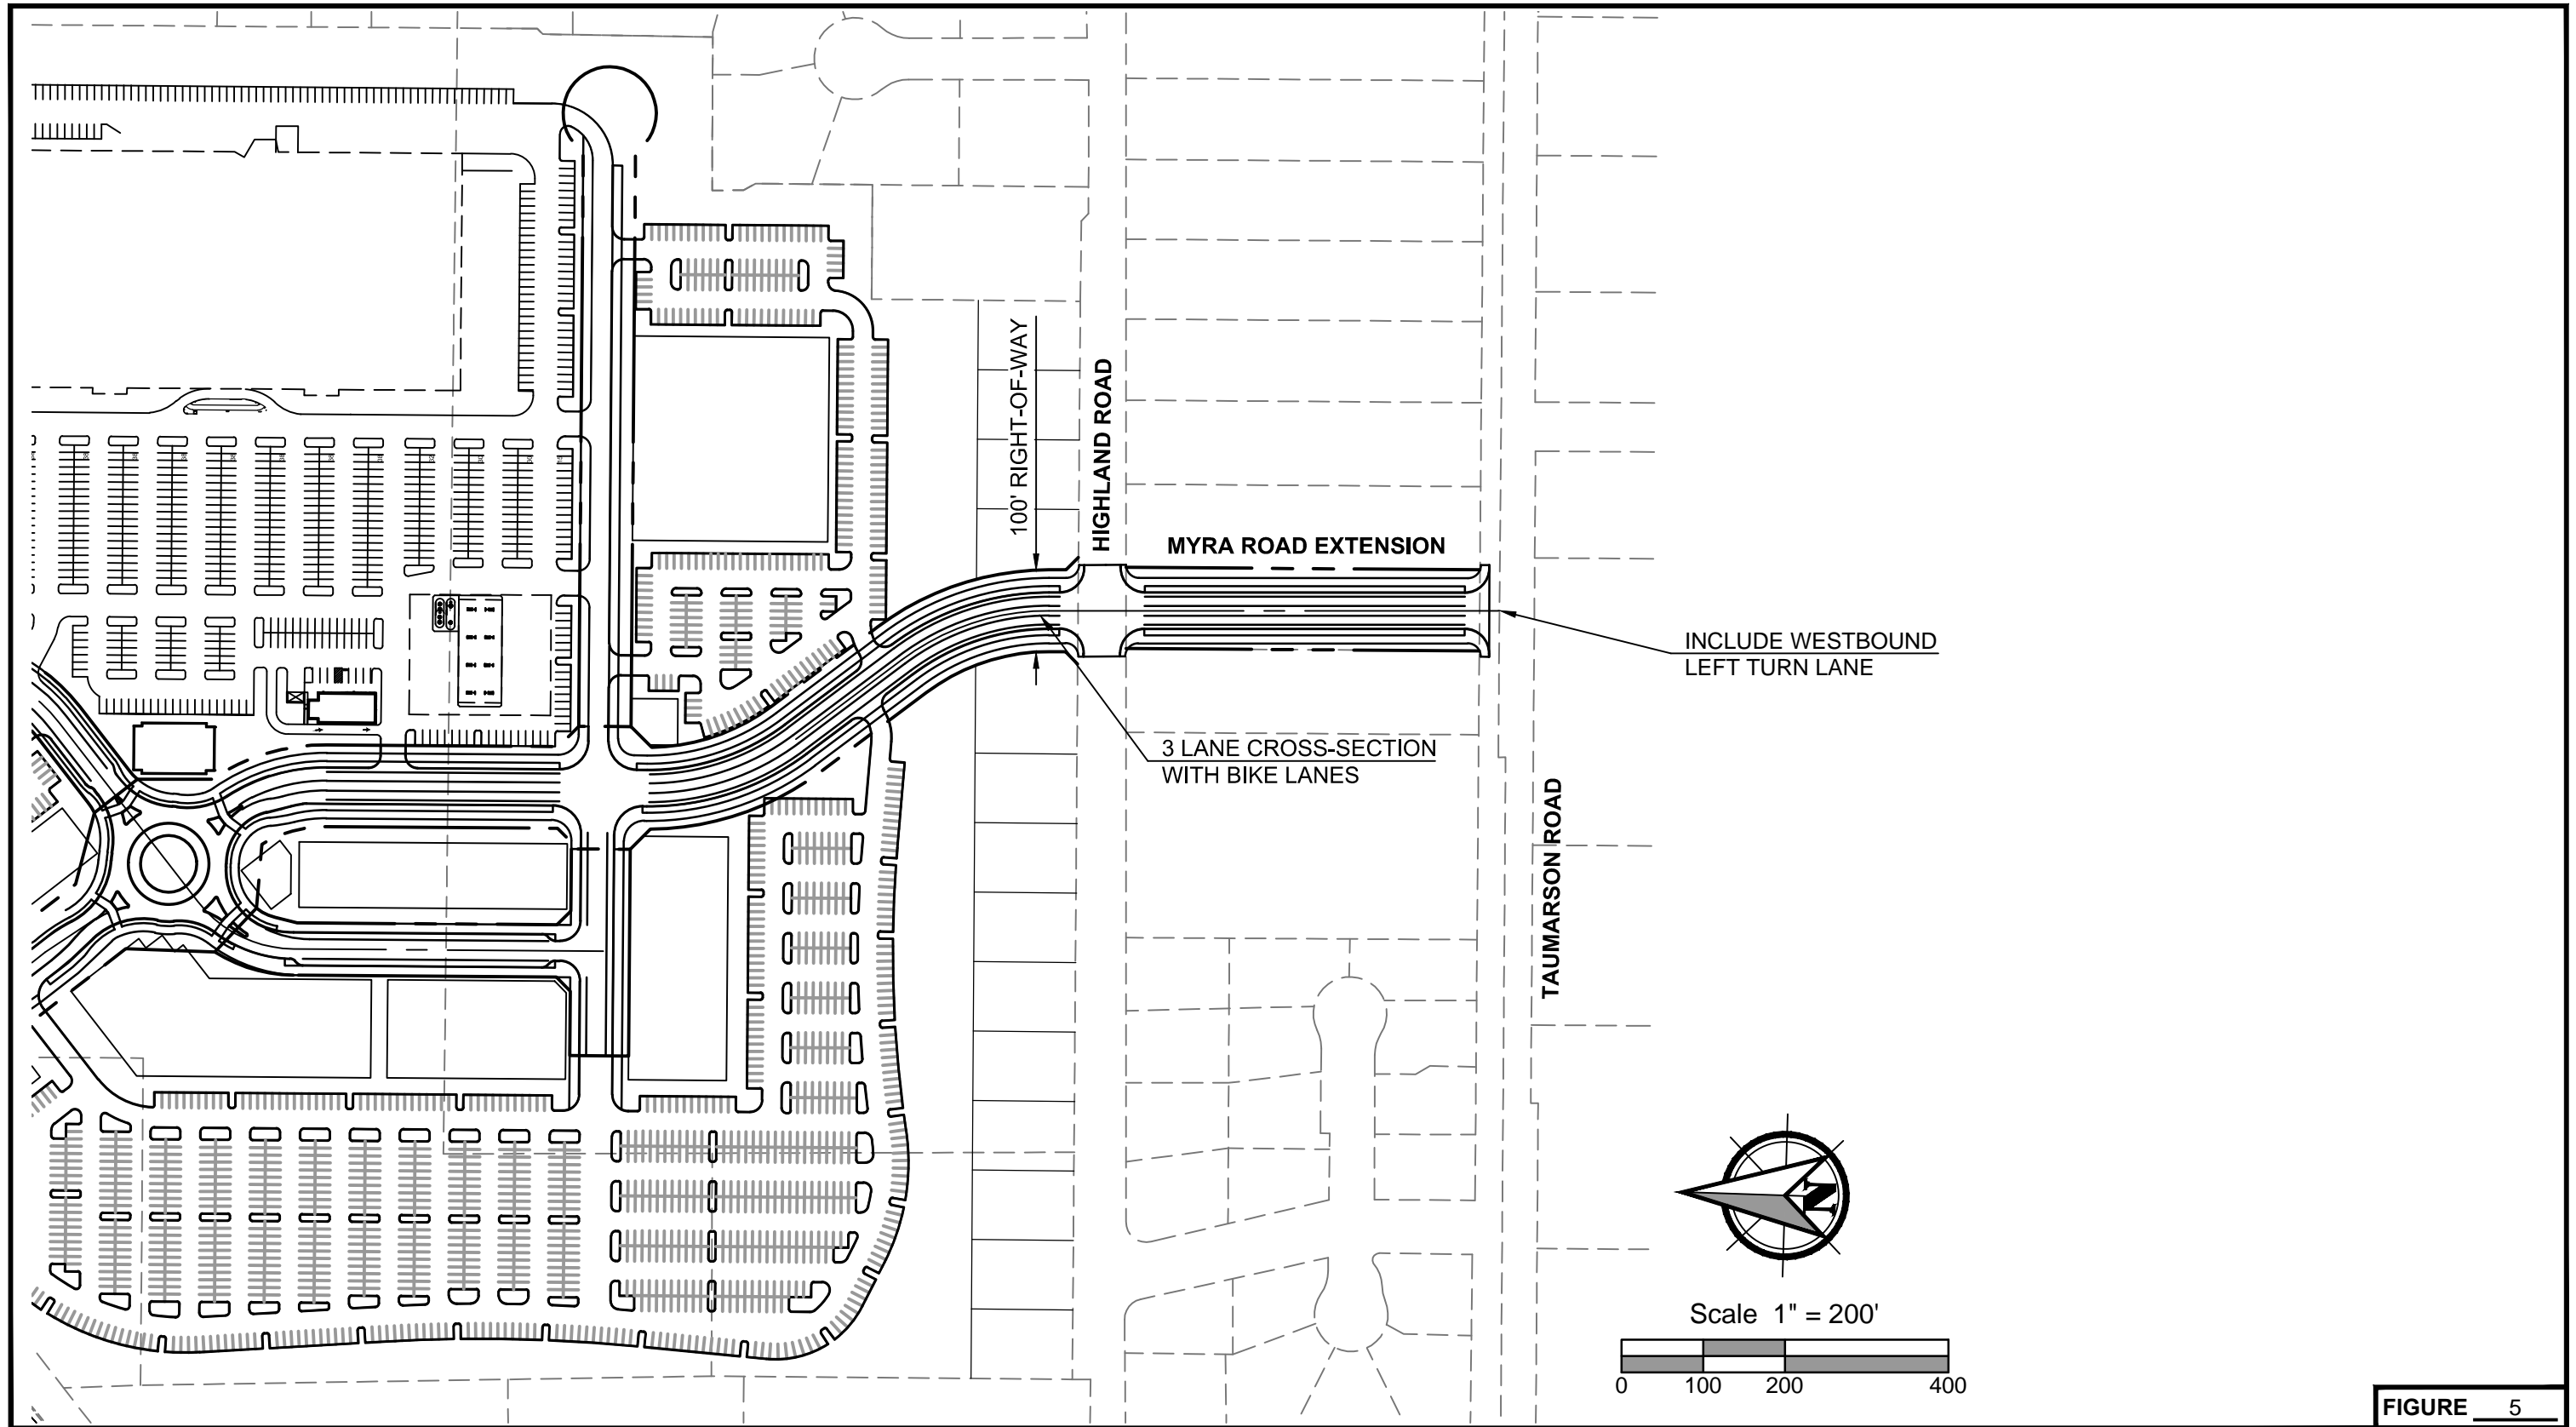 100' RIGHT-OF-WAY
HIGHLAND ROAD
MYRA ROAD EXTENSION
INCLUDE WESTBOUND
LEFT TURN LANE
3 LANE CROSS-SECTION
WITH BIKE LANES
TAUMARSON ROAD
N
Scale 1" = 200'
0 100 200 400
FIGURE 5